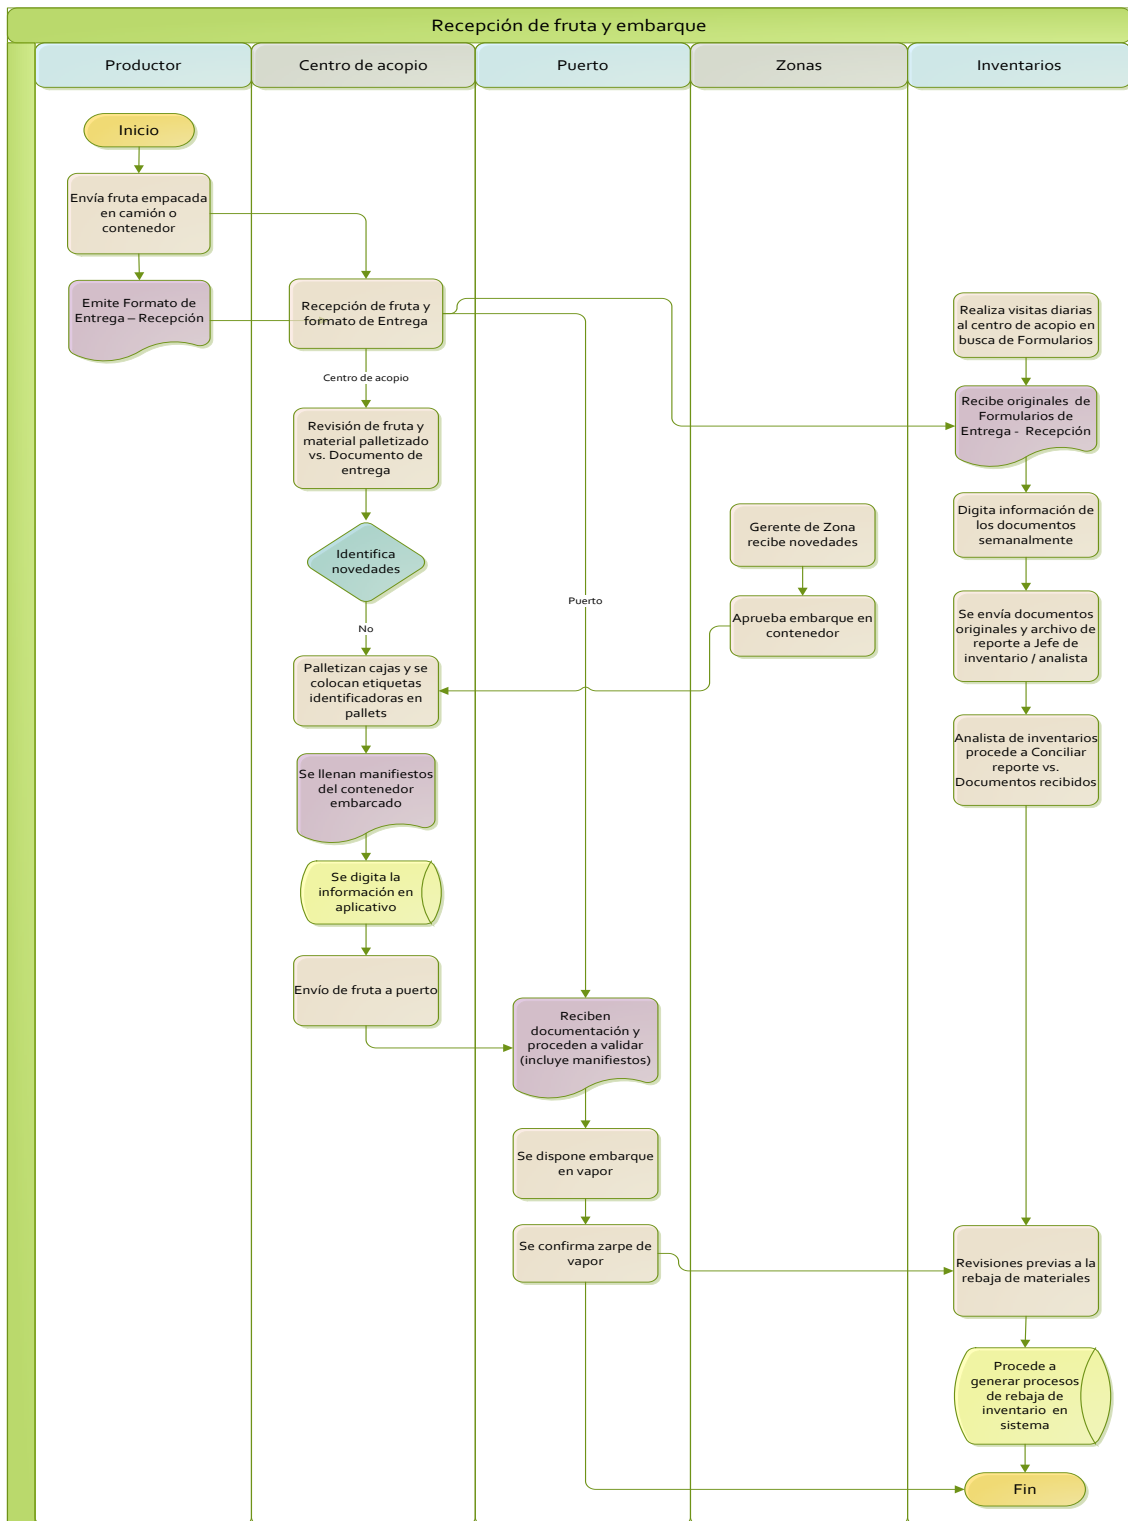 Recepción de fruta y embarque
Productor
Centro de acopio
Puerto
Zonas
Inventarios
Inicio
Envía fruta empacada
en camión o
contenedor
Emite Formato de
Entrega – Recepción
Recepción de fruta y
formato de Entrega
Centro de acopio
Revisión de fruta y
material palletizado
vs. Documento de
entrega
Identifica
novedades
No
Palletizan cajas y se
colocan etiquetas
identificadoras en
pallets
Se llenan manifiestos
del contenedor
embarcado
Se digita la
información en
aplicativo
Envío de fruta a puerto
Puerto
Reciben
documentación y
proceden a validar
(incluye manifiestos)
Se dispone embarque
en vapor
Se confirma zarpe de
vapor
Gerente de Zona
recibe novedades
Aprueba embarque en
contenedor
Realiza visitas diarias
al centro de acopio en
busca de Formularios
Recibe originales de
Formularios de
Entrega - Recepción
Digita información de
los documentos
semanalmente
Se envía documentos
originales y archivo de
reporte a Jefe de
inventario / analista
Analista de inventarios
procede a Conciliar
reporte vs.
Documentos recibidos
Revisiones previas a la
rebaja de materiales
Procede a
generar procesos
de rebaja de
inventario en
sistema
Fin